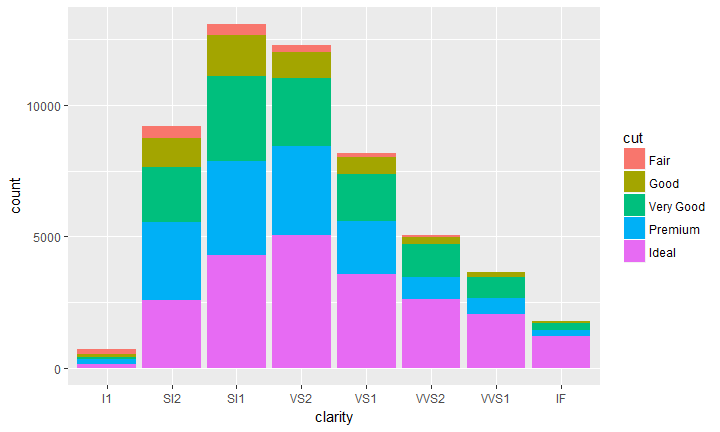 10000
5000
0
count
I1 SI2 SI1 VS2 VS1 VVS2 VVS1 IF
clarity
cut
Fair
Good
Very Good
Premium
Ideal